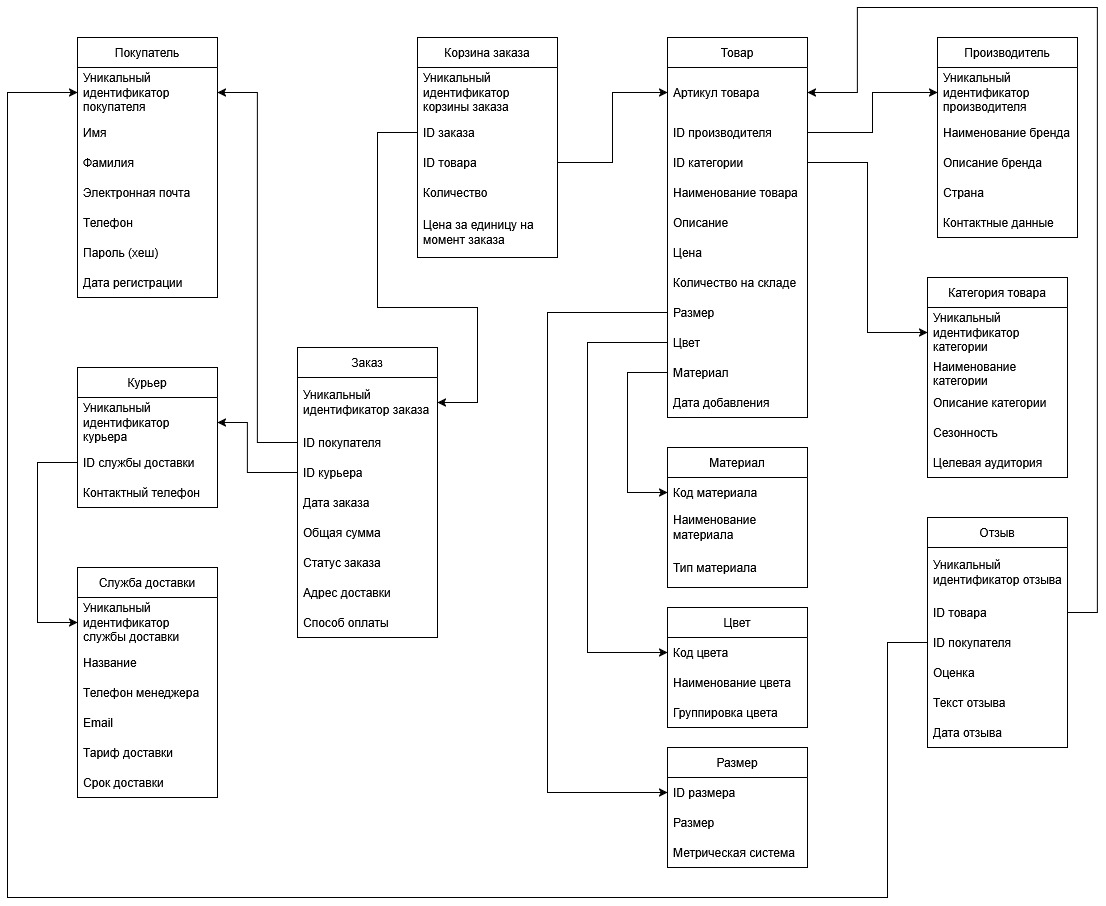 Покупатель
Уникальный
идентификатор
покупателя
Имя
Фамилия
Электронная почта
Телефон
Пароль (хеш)
Дата регистрации
Корзина заказа
Уникальный
идентификатор
корзины заказа
ID заказа
ID товара
Количество
Цена за единицу на
момент заказа
Товар
Артикул товара
ID производителя
ID категории
Наименование товара
Описание
Цена
Количество на складе
Размер
Цвет
Материал
Дата добавления
Производитель
Уникальный
идентификатор
производителя
Наименование бренда
Описание бренда
Страна
Контактные данные
Категория товара
Уникальный
идентификатор
категории
Наименование
категории
Описание категории
Сезонность
Целевая аудитория
Курьер
Уникальный
идентификатор
курьера
ID службы доставки
Контактный телефон
Заказ
Уникальный
идентификатор заказа
ID покупателя
ID курьера
Дата заказа
Общая сумма
Статус заказа
Адрес доставки
Способ оплаты
Материал
Код материала
Наименование
материала
Тип материала
Отзыв
Уникальный
идентификатор отзыва
ID товара
ID покупателя
Оценка
Текст отзыва
Дата отзыва
Служба доставки
Уникальный
идентификатор
службы доставки
Название
Телефон менеджера
Email
Тариф доставки
Срок доставки
Цвет
Код цвета
Наименование цвета
Группировка цвета
Размер
ID размера
Размер
Метрическая система